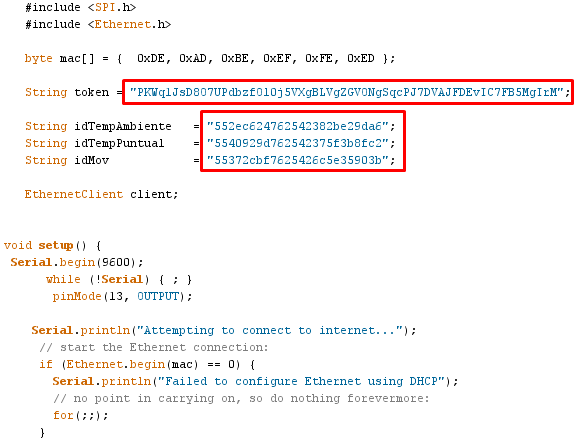 #include <SPI.h>
#include <Ethernet.h>
byte mac[] = {  0xDE, 0xAD, 0xBE, 0xEF, 0xFE, 0xED };
String token = "PKWq1JsD807UPdbzf0l0j5VXgBLVgZGV0NgSqcPJ7DVAJFDEvIC7FB5MgIrM";
String idTempAmbiente   = "552ec624762542382be29da6";
String idTempPuntual    = "5540929d762542375f3b8fc2";
String idMov            = "55372cbf7625426c5e35903b";
EthernetClient client;
void setup() {
Serial.begin(9600);
while (!Serial) { ; }
pinMode(13, OUTPUT);
Serial.println("Attempting to connect to internet...");
// start the Ethernet connection:
if (Ethernet.begin(mac) == 0) {
Serial.println("Failed to configure Ethernet using DHCP");
// no point in carrying on, so do nothing forevermore:
for(;;);
}